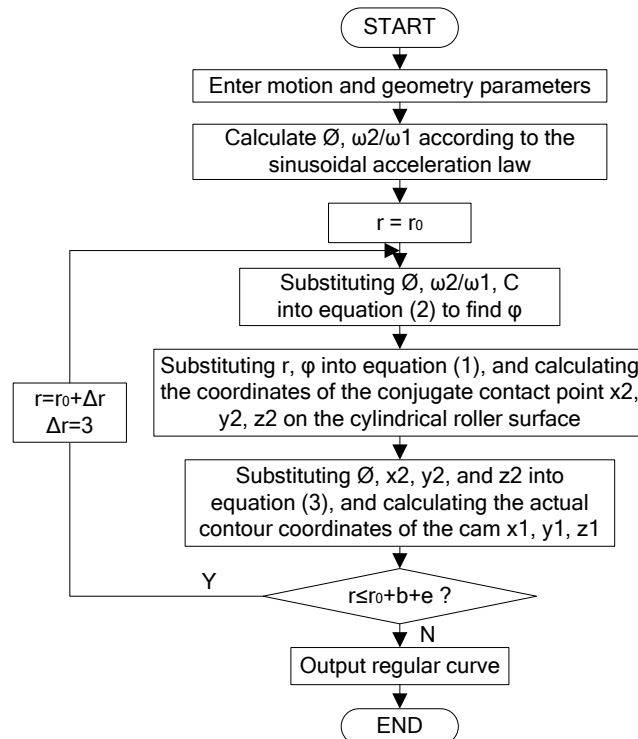 START
Enter motion and geometry parameters
Calculate Ø, ω2/ω1 according to the
sinusoidal acceleration law
r = r₀
Substituting Ø, ω2/ω1, C
into equation (2) to find φ
Substituting r, φ into equation (1), and calculating
the coordinates of the conjugate contact point x2,
y2, z2 on the cylindrical roller surface
r=r₀+Δr
Δr=3
Substituting Ø, x2, y2, and z2 into
equation (3), and calculating the actual
contour coordinates of the cam x1, y1, z1
Y
r≤r₀+b+e ?
N
Output regular curve
END